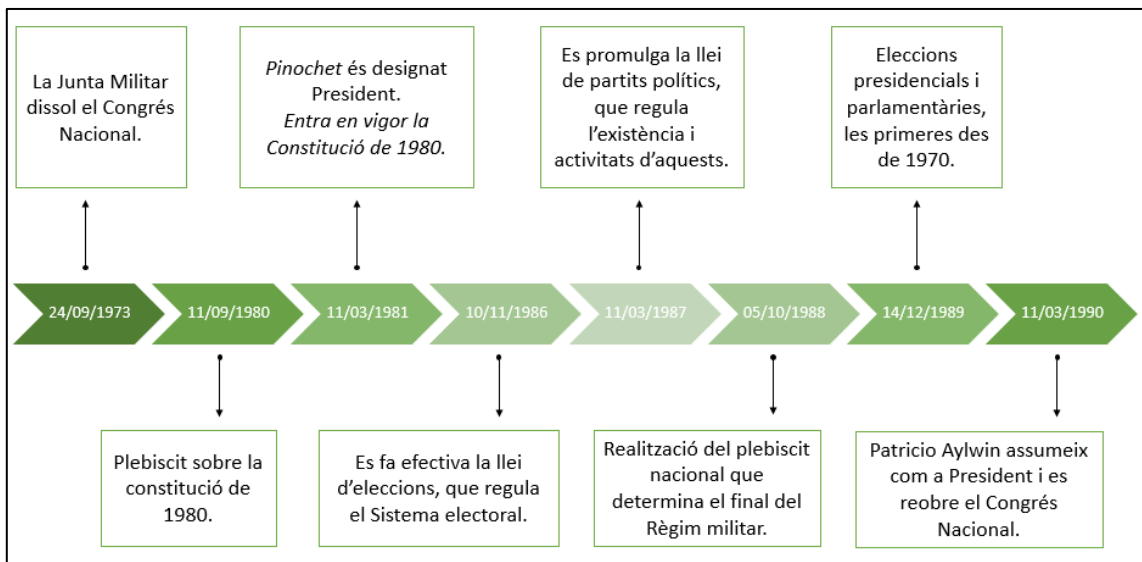 La Junta Militar
dissol el Congrés
Nacional.
Pinochet és designat
President.
Entra en vigor la
Constitució de 1980.
Es promulga la llei
de partits polítics,
que regula
l’existència i
activitats d’aquests.
Eleccions
presidencials i
parlamentàries,
les primeres des
de 1970.
24/09/1973
11/09/1980
11/03/1981
10/11/1986
11/03/1987
05/10/1988
14/12/1989
11/03/1990
Plebiscit sobre la
constitució de
1980.
Es fa efectiva la llei
d’eleccions, que regula
el Sistema electoral.
Realització del plebiscit
nacional que
determina el final del
Règim militar.
Patricio Aylwin assumeix
com a President i es
reobre el Congrés
Nacional.